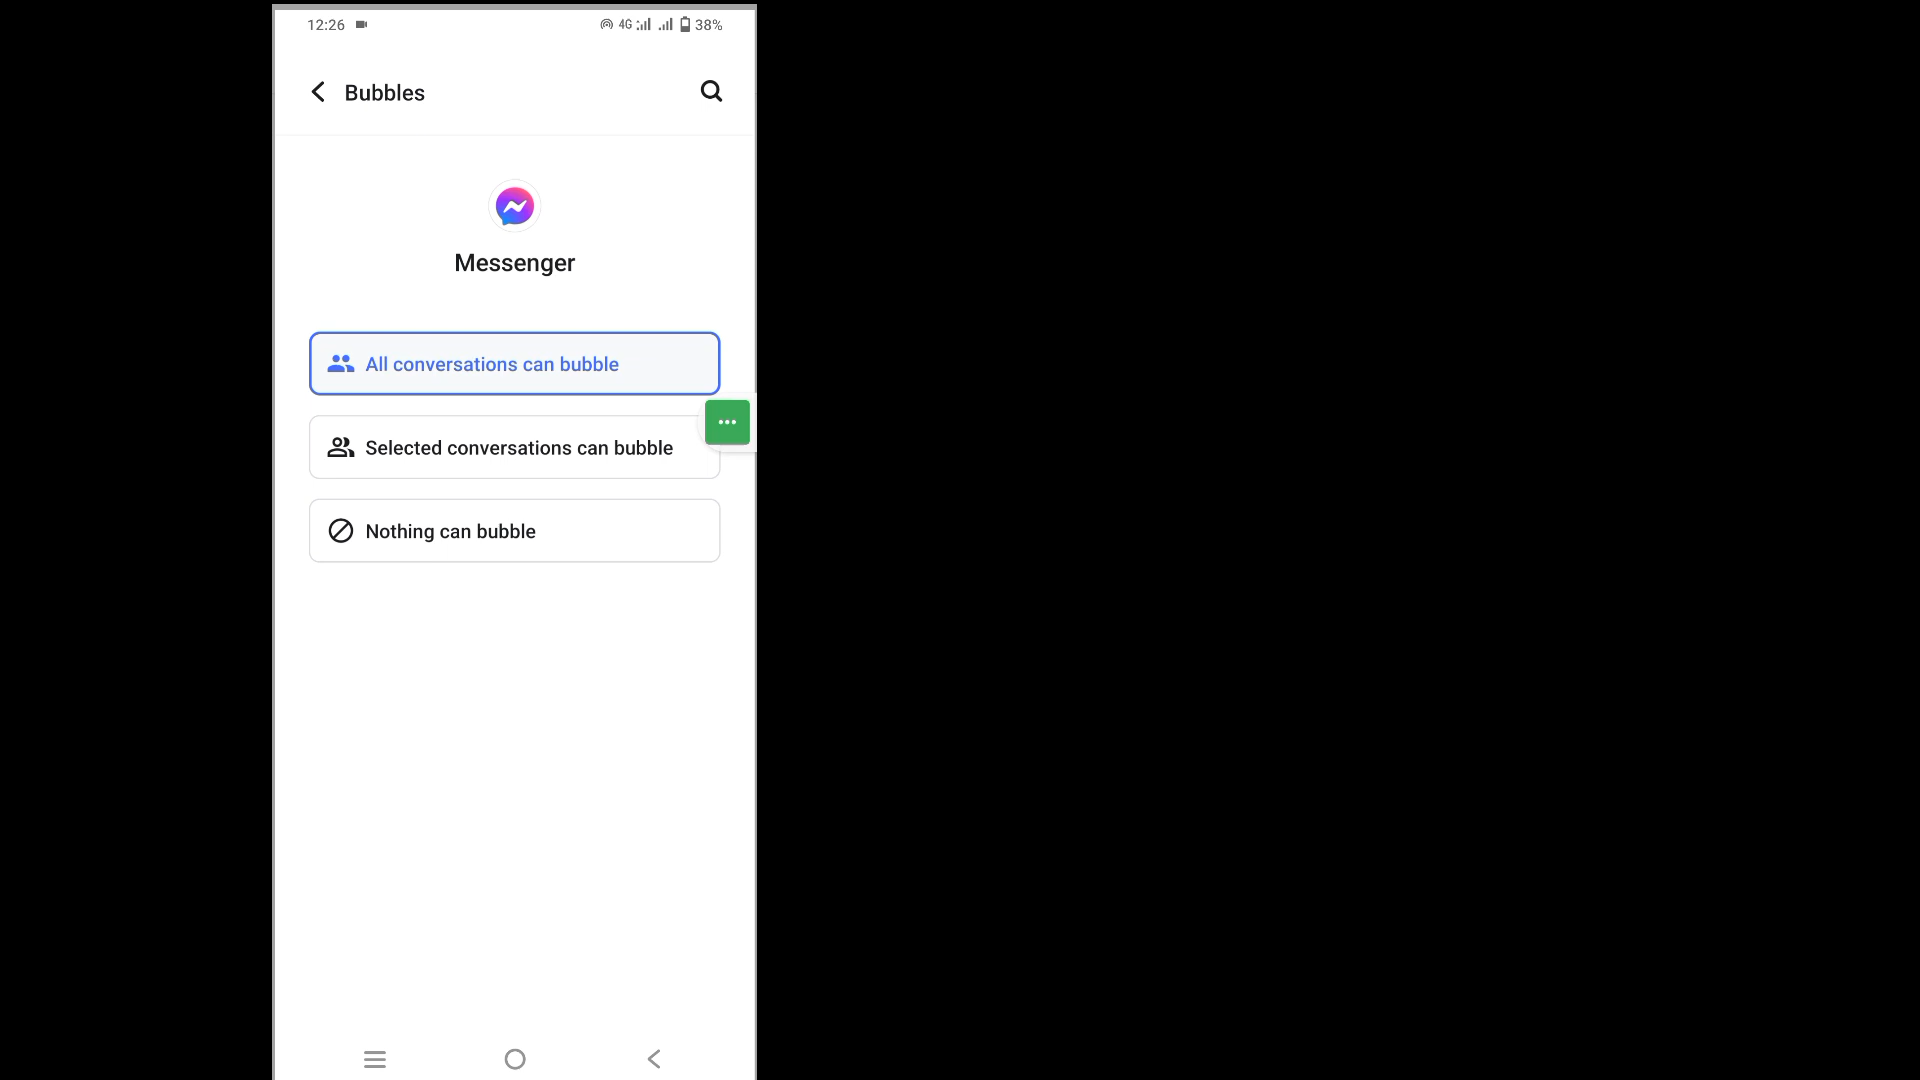 12:26 4G 38%
Bubbles
Messenger
All conversations can bubble
Selected conversations can bubble
Nothing can bubble